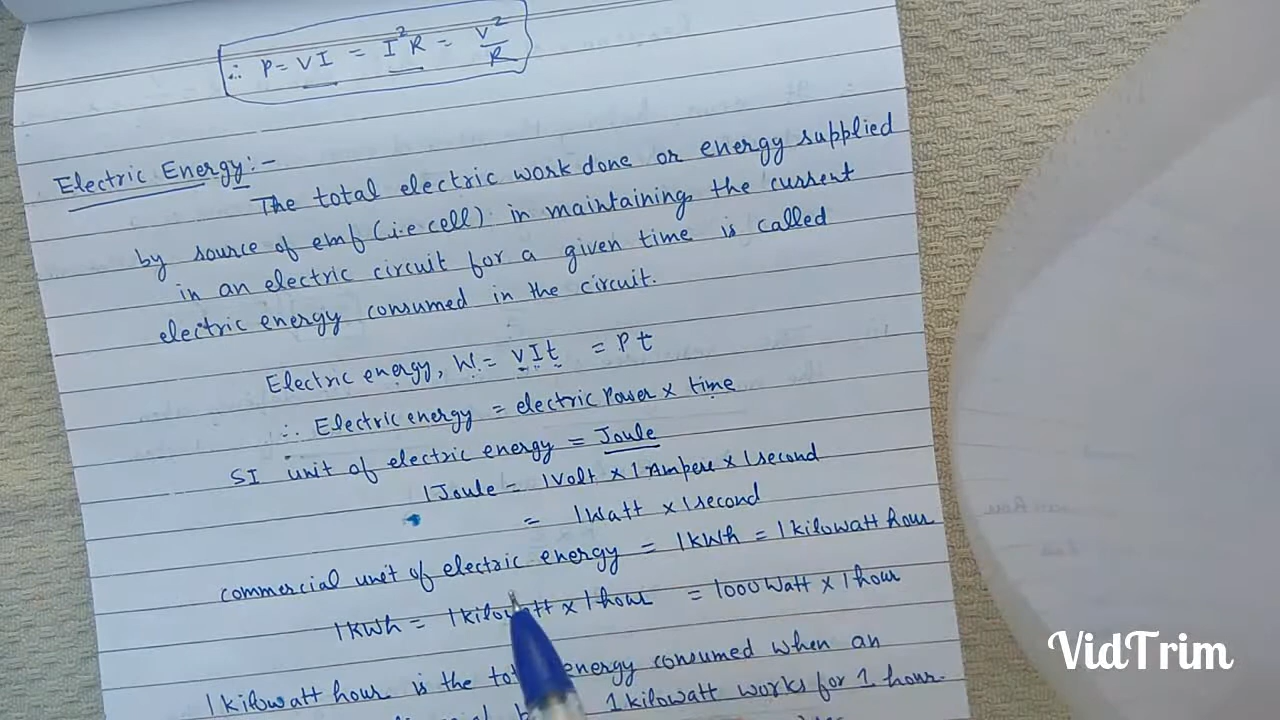 ∴ P = VI = I²R = V²/R
Electric Energy:-
The total electric work done or energy supplied
by source of emf (i.e cell) in maintaining the current
in an electric circuit for a given time is called
electric energy consumed in the circuit.
Electric energy, W = VIt = Pt
∴ Electric energy = electric Power × time
SI unit of electric energy = Joule
1 Joule = 1 Volt × 1 Ampere × 1 second
= 1 Watt × 1 second
commercial unit of electric energy = 1 kWh = 1 kilowatt hour
1 kWh = 1 kilowatt × 1 hour = 1000 Watt × 1 hour
1 kilowatt hour is the energy consumed when an
1 kilowatt works for 1 hour.
VidTrim